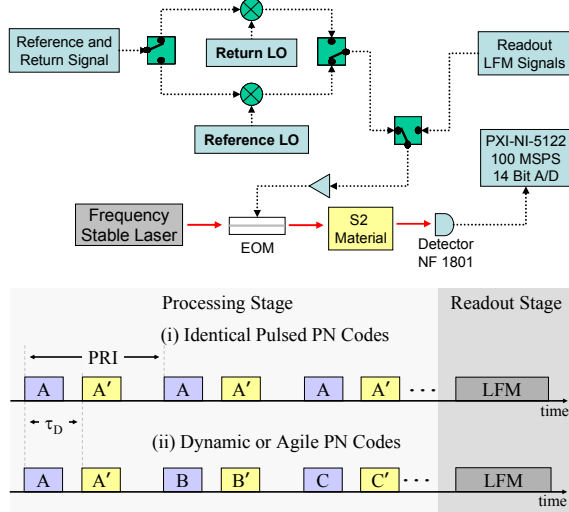 Reference and
Return Signal
Return LO
Reference LO
Readout
LFM Signals
PXI-NI-5122
100 MSPS
14 Bit A/D
Frequency
Stable Laser
EOM
S2
Material
Detector
NF 1801
Processing Stage
Readout Stage
(i) Identical Pulsed PN Codes
PRI
A A′ A A′ A A′ ··· LFM
time
τD
(ii) Dynamic or Agile PN Codes
A A′ B B′ C C′ ··· LFM
time